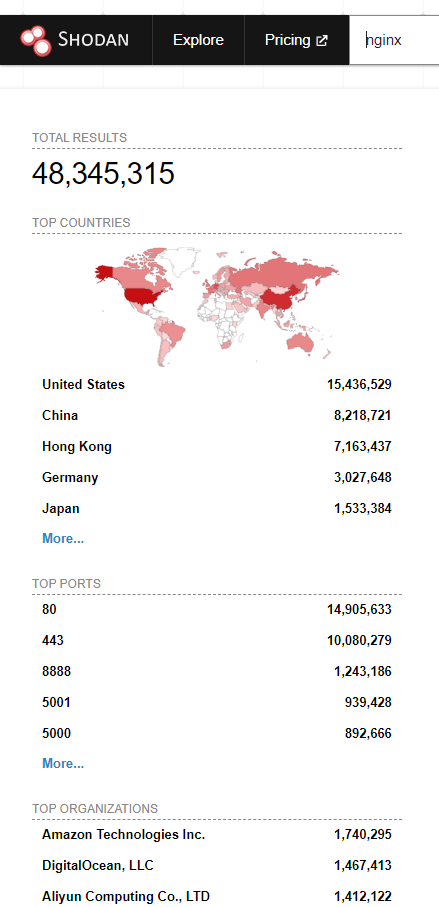 SHODAN Explore Pricing nginx
TOTAL RESULTS
48,345,315
TOP COUNTRIES
United States 15,436,529
China 8,218,721
Hong Kong 7,163,437
Germany 3,027,648
Japan 1,533,384
More...
TOP PORTS
80 14,905,633
443 10,080,279
8888 1,243,186
5001 939,428
5000 892,666
More...
TOP ORGANIZATIONS
Amazon Technologies Inc. 1,740,295
DigitalOcean, LLC 1,467,413
Aliyun Computing Co., LTD 1,412,122